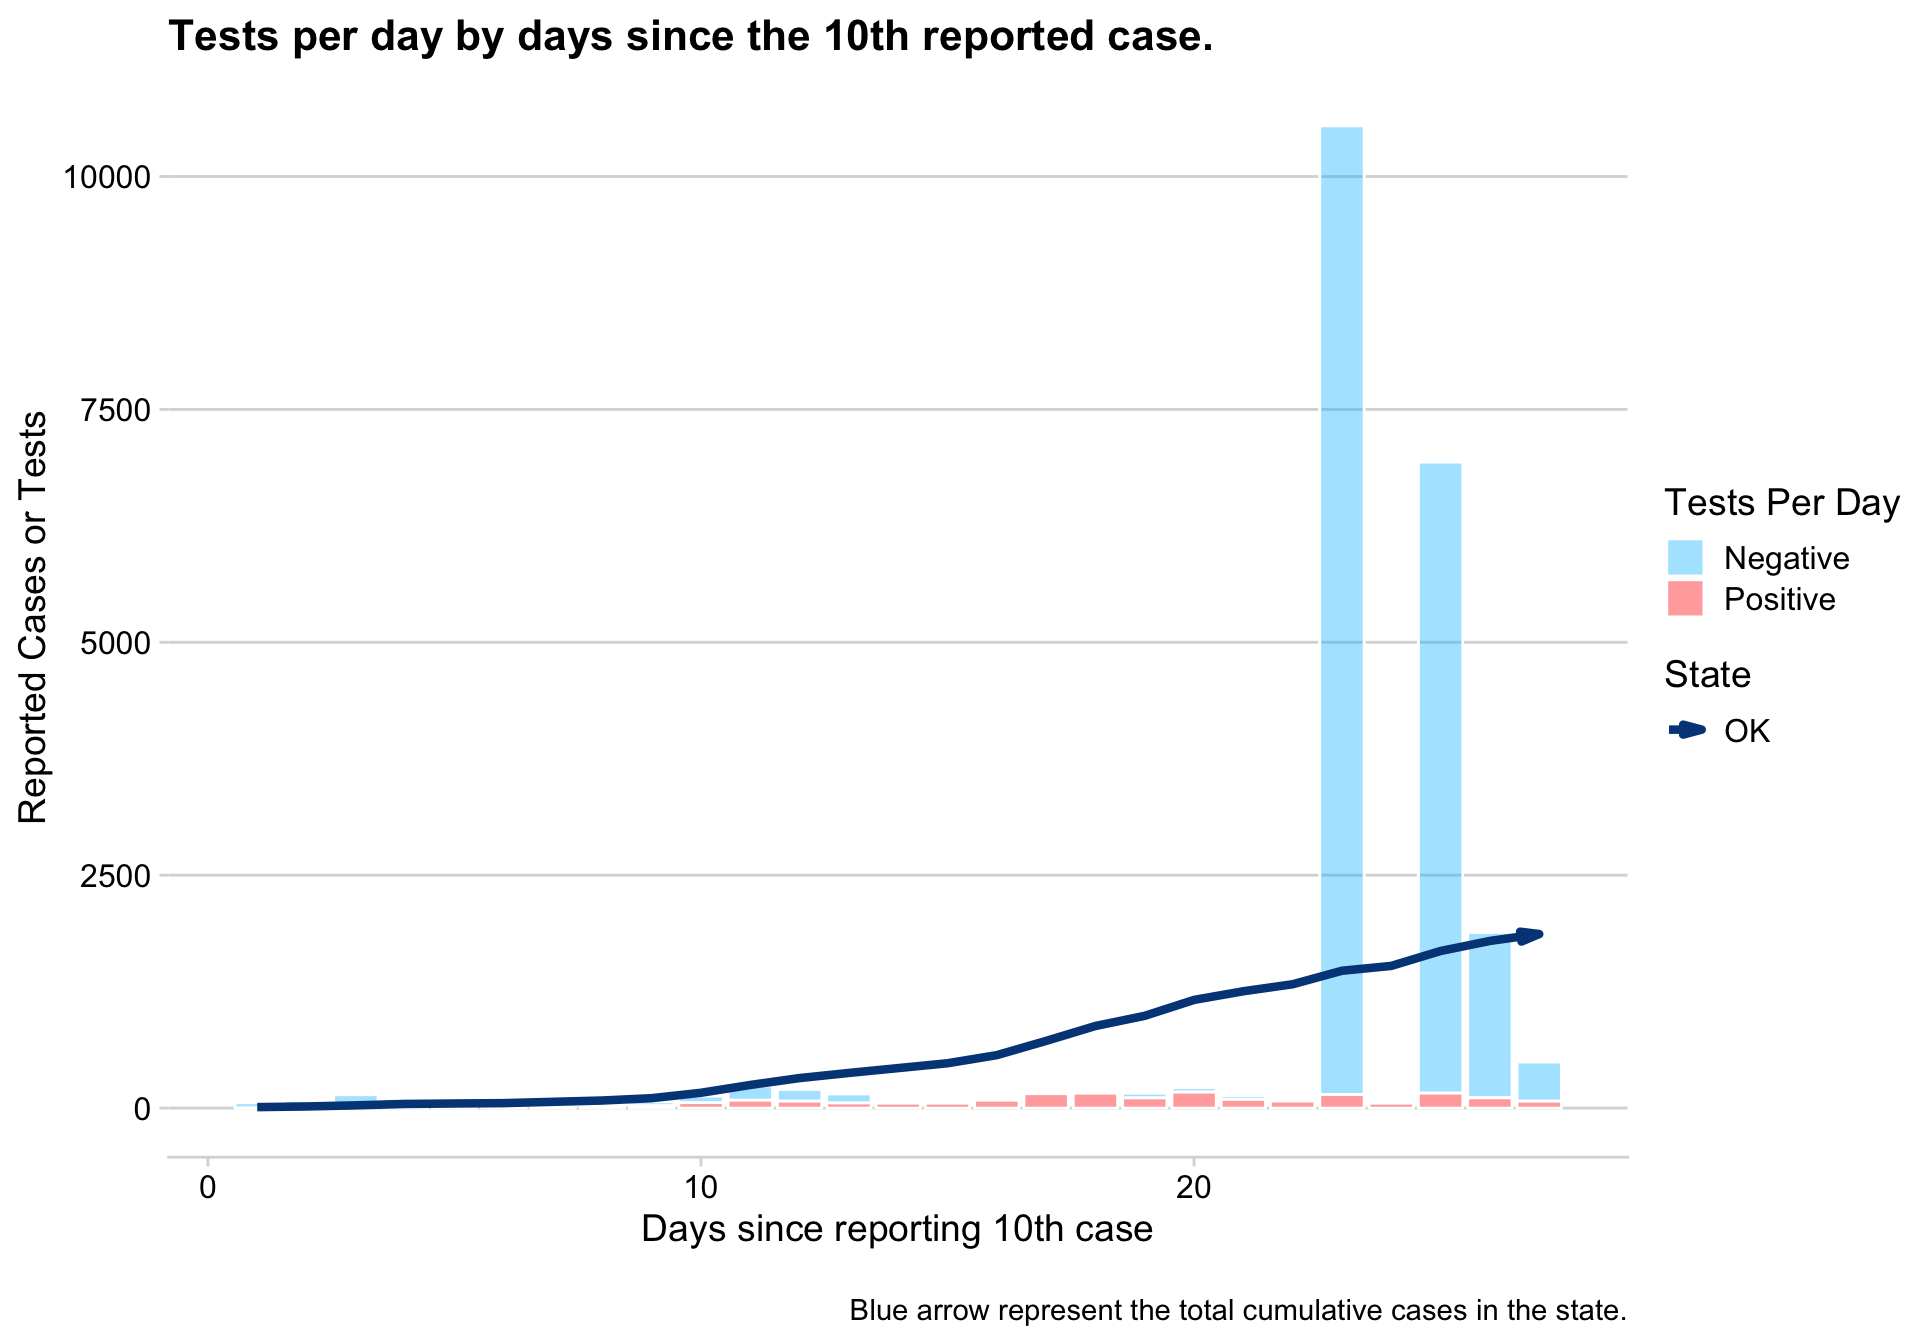 Tests per day by days since the 10th reported case.
10000
7500
5000
2500
0
Reported Cases or Tests
0
10
20
Days since reporting 10th case
Tests Per Day
Negative
Positive
State
OK
Blue arrow represent the total cumulative cases in the state.